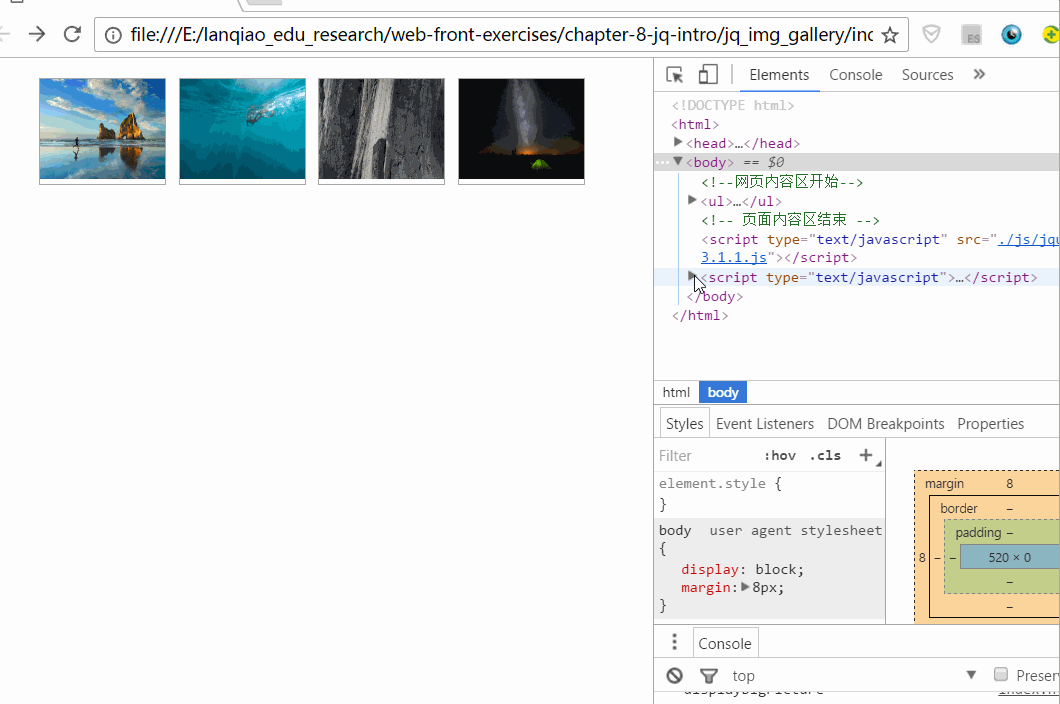 file:///E:/lanqiao_edu_research/web-front-exercises/chapter-8-jq-intro/jq_img_gallery/inc
ES
Elements Console Sources »
<!DOCTYPE html>
<html>
<head>…</head>
<body> == $0
<!--网页内容区开始-->
<ul>…</ul>
<!-- 页面内容区结束 -->
<script type="text/javascript" src="./js/jqu
3.1.1.js"></script>
<script type="text/javascript">…</script>
</body>
</html>
html body
Styles Event Listeners DOM Breakpoints Properties
Filter :hov .cls +
element.style {
}
body user agent stylesheet
{
display: block;
margin: 8px;
}
margin 8
border –
padding –
8 – – 520 × 0
–
–
Console
top Preser
displayBigPicture